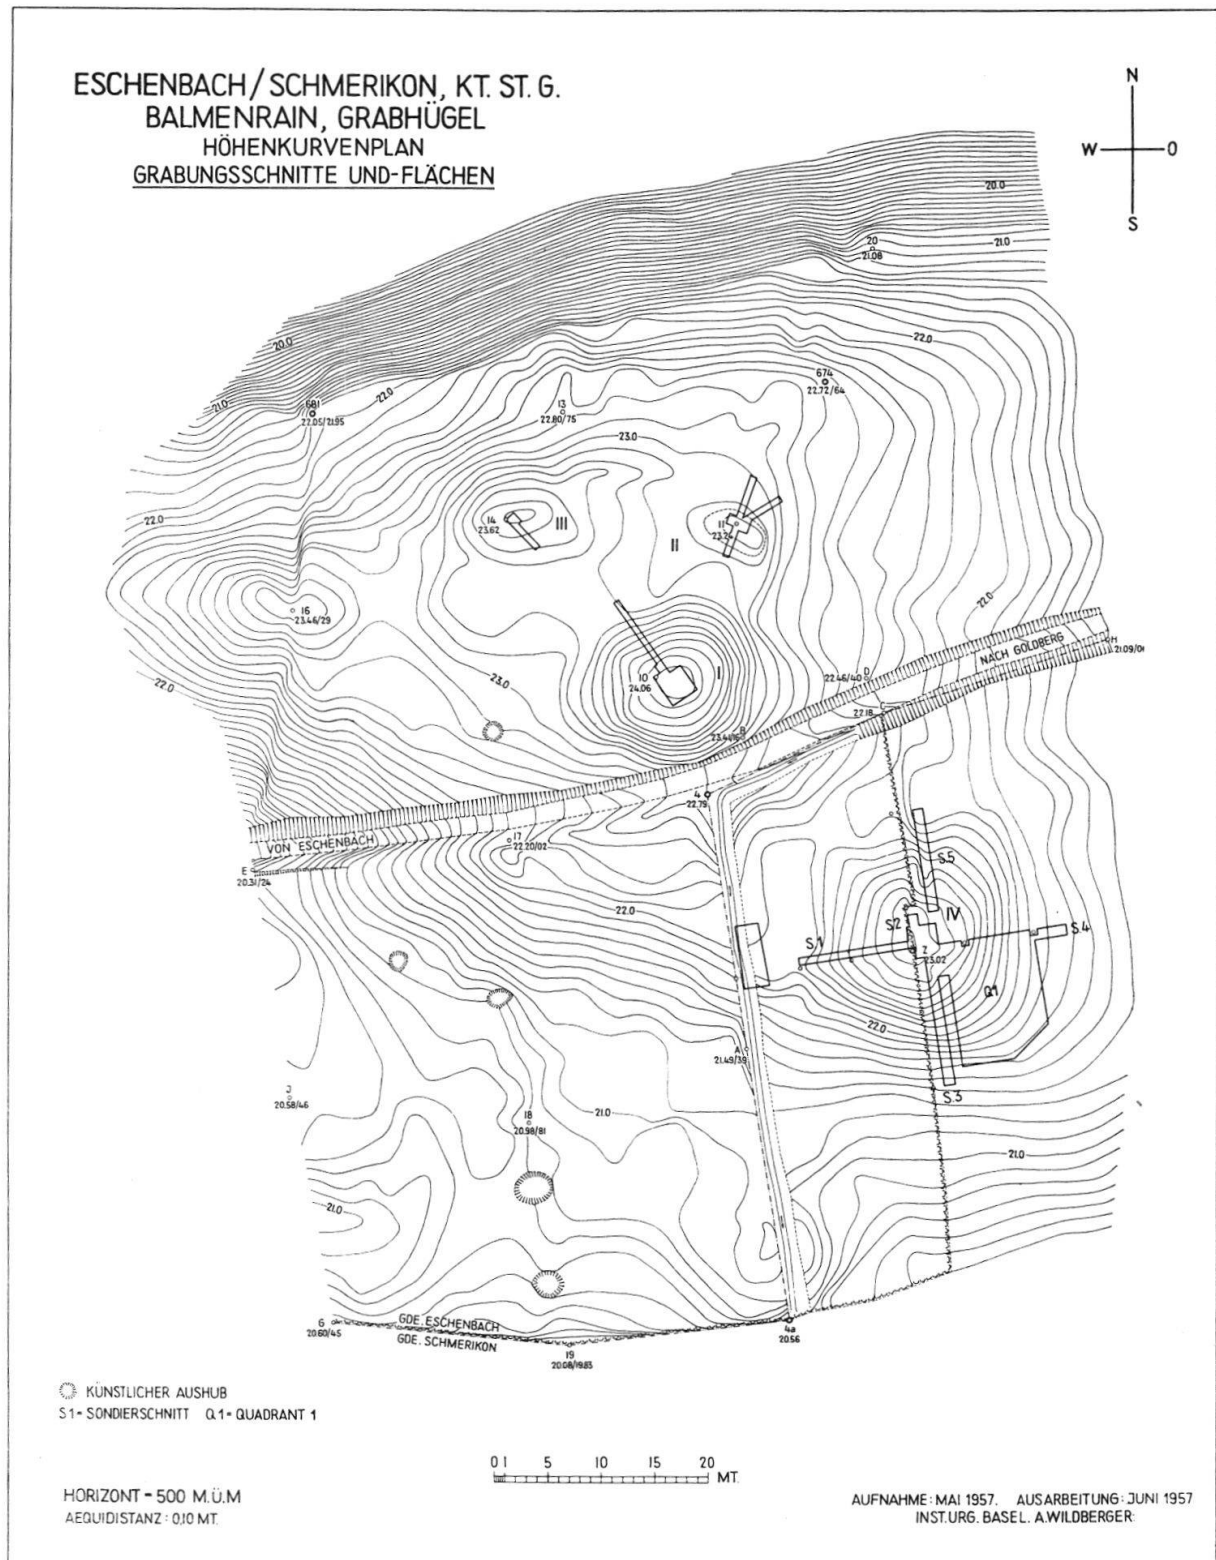 ESCHENBACH/SCHMERIKON, KT. ST. G.
BALMENRAIN, GRABHÜGEL
HÖHENKURVENPLAN
GRABUNGSSCHNITTE UND-FLÄCHEN
N
W O
S
20.0
20
21.0
21.08
22.0
20.0
674
22.72/64
21.0
681
22.05/21.95
22.0
13
22.80/75
23.0
14
23.62
III
11
23.24
II
22.0
16
23.46/29
22.0
NACH GOLDBERG
H
23.0
22.0
10
24.06
I
D
22.46/40
C
22.18
B
4
22.79
17
22.20/02
VON ESCHENBACH
E
20.31/24
S5
22.0
IV
S2
S.1
S.4
Z
23.02
Q1
22.0
A
21.49/39
J
20.58/46
S.3
21.0
18
20.98/81
21.0
21.0
6
20.60/45
GDE. ESCHENBACH
GDE. SCHMERIKON
4a
20.56
19
20.08/19.83
KÜNSTLICHER AUSHUB
S1= SONDIERSCHNITT Q.1= QUADRANT 1
0 1 5 10 15 20
MT.
HORIZONT = 500 M.Ü.M
AEQUIDISTANZ : 0,10 MT.
AUFNAHME: MAI 1957. AUSARBEITUNG: JUNI 1957
INST.URG. BASEL. A.WILDBERGER: